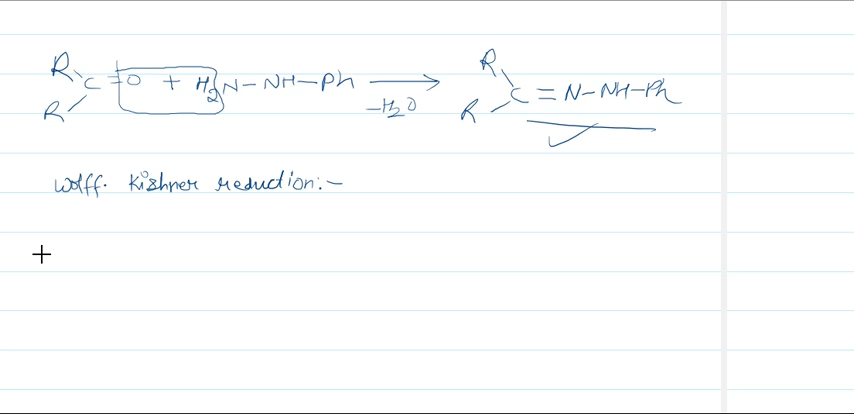 R R C = O + H2N-NH-Ph → -H2O R R C = N-NH-Ph
Wolff. Kishner reduction:-